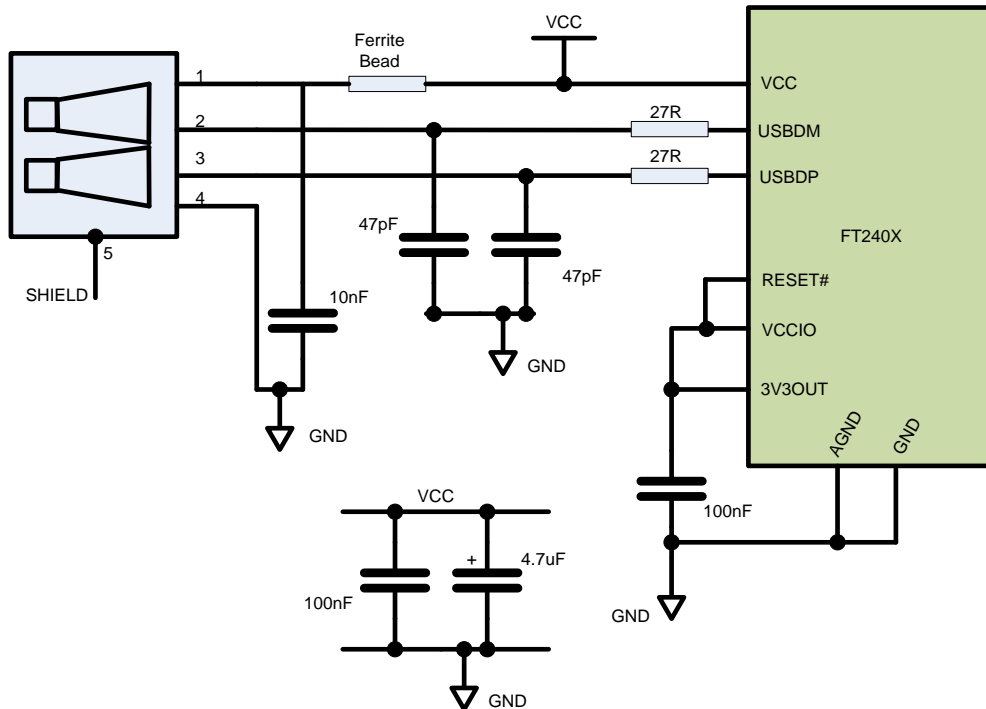 VCC
Ferrite
Bead
1
VCC
27R
2
USBDM
27R
3
USBDP
4
47pF
FT240X
5
47pF
SHIELD
10nF
RESET#
VCCIO
GND
3V3OUT
GND
AGND
GND
VCC
100nF
+
4.7uF
100nF
GND
GND